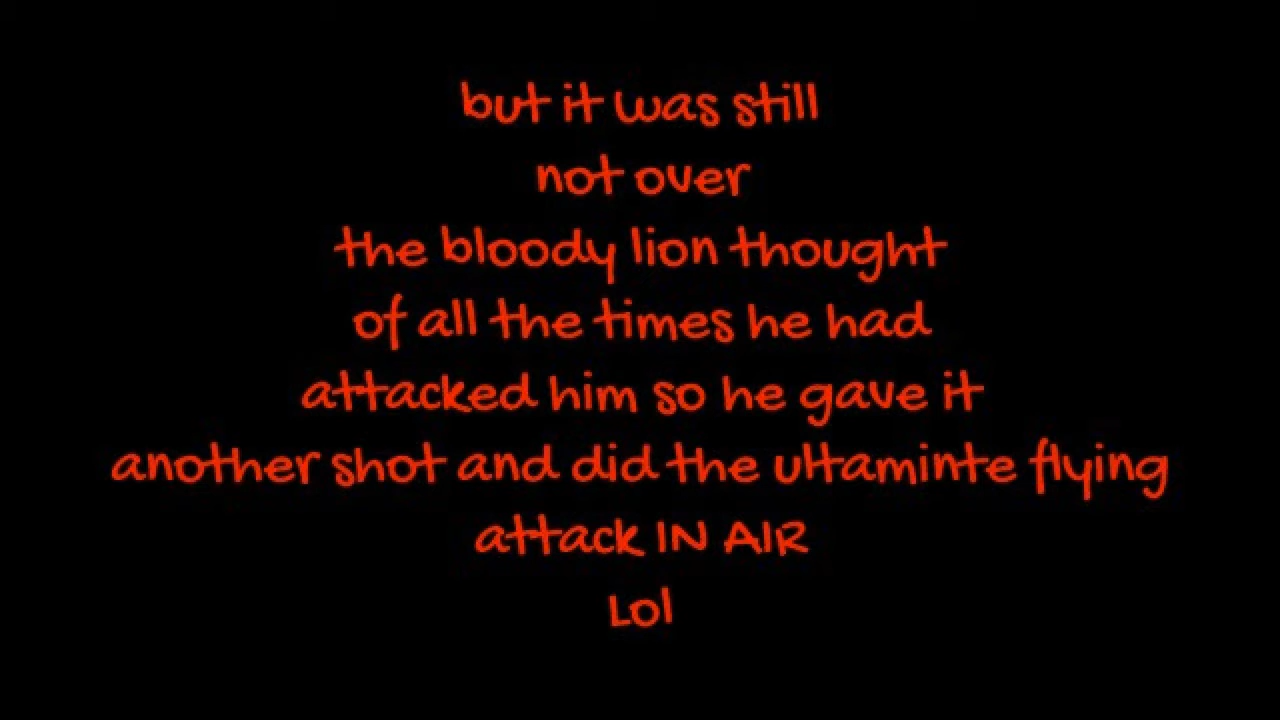 but it was still
not over
the bloody lion thought
of all the times he had
attacked him so he gave it
another shot and did the ultaminte flying
attack IN AIR
Lol